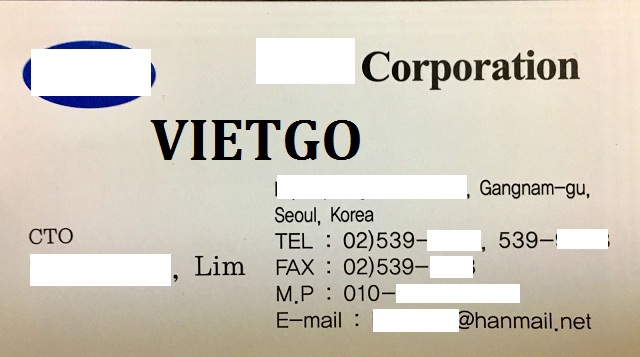 Corporation
VIETGO
, Gangnam-gu,
Seoul, Korea
CTO
, Lim
TEL : 02)539- , 539-
FAX : 02)539-
M.P : 010-
E-mail : @hanmail.net